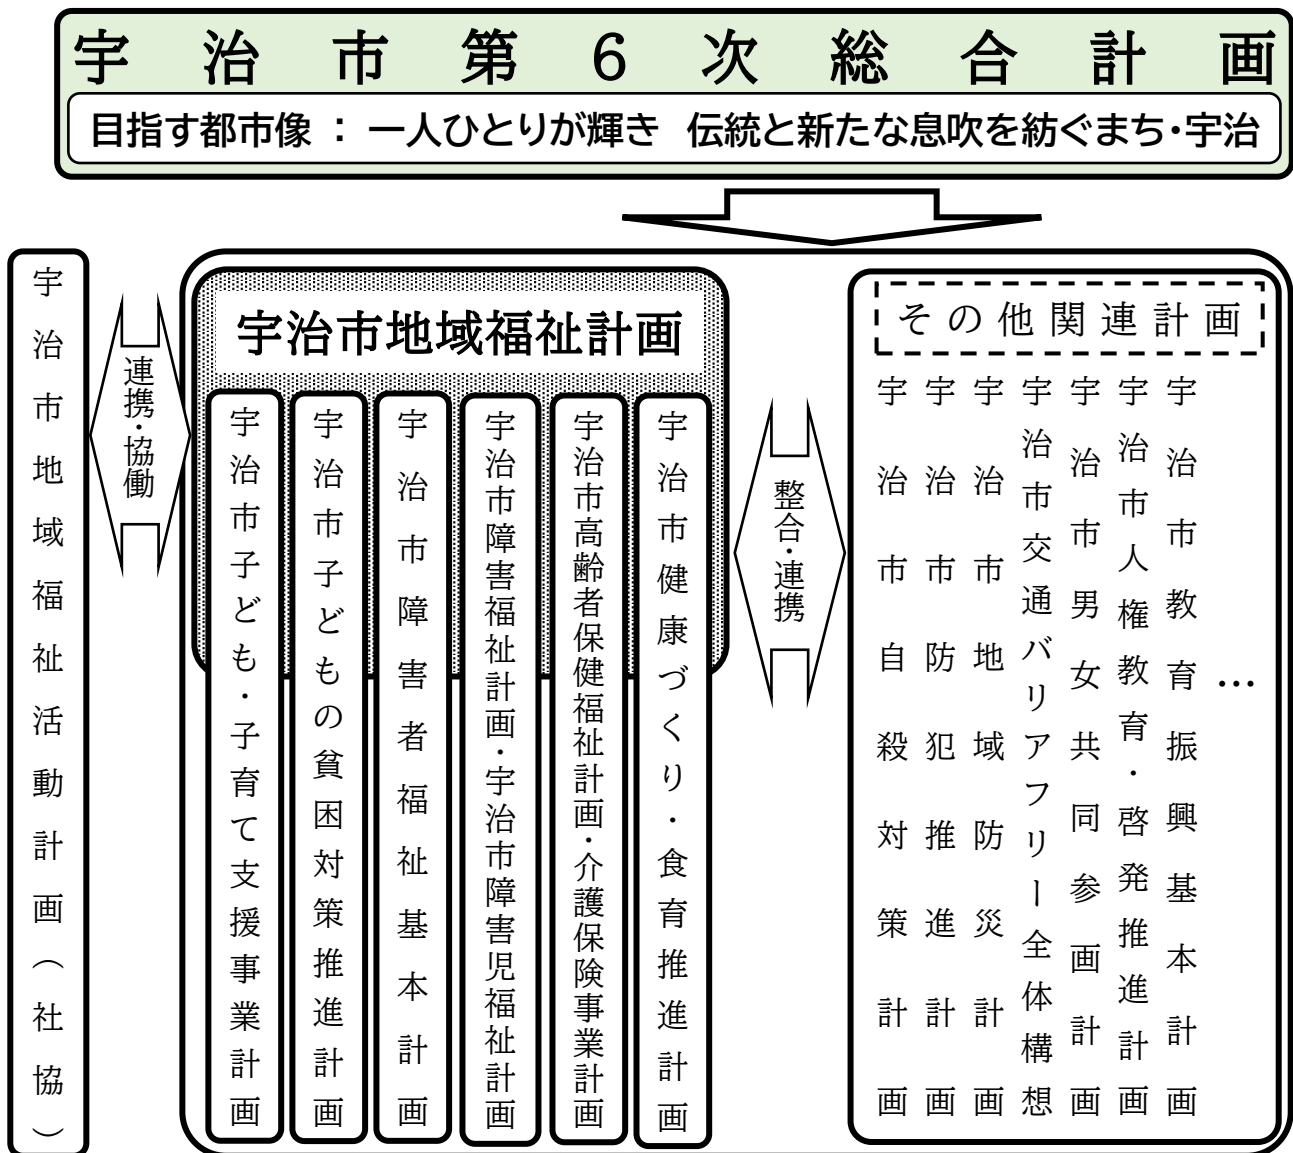 宇治市第6次総合計画
目指す都市像 : 一人ひとりが輝き 伝統と新たな息吹を紡ぐまち・宇治
宇治市地域福祉活動計画(社協)
連携・協働
宇治市地域福祉計画
宇治市子ども・子育て支援事業計画
宇治市子どもの貧困対策推進計画
宇治市障害者福祉基本計画
宇治市障害福祉計画・宇治市障害児福祉計画
宇治市高齢者保健福祉計画・介護保険事業計画
宇治市健康づくり・食育推進計画
整合・連携
その他関連計画
宇治市自殺対策計画
宇治市防犯推進計画
宇治市地域防災計画
宇治市交通バリアフリー全体構想
宇治市男女共同参画計画
宇治市人権教育・啓発推進計画
宇治市教育振興基本計画
…